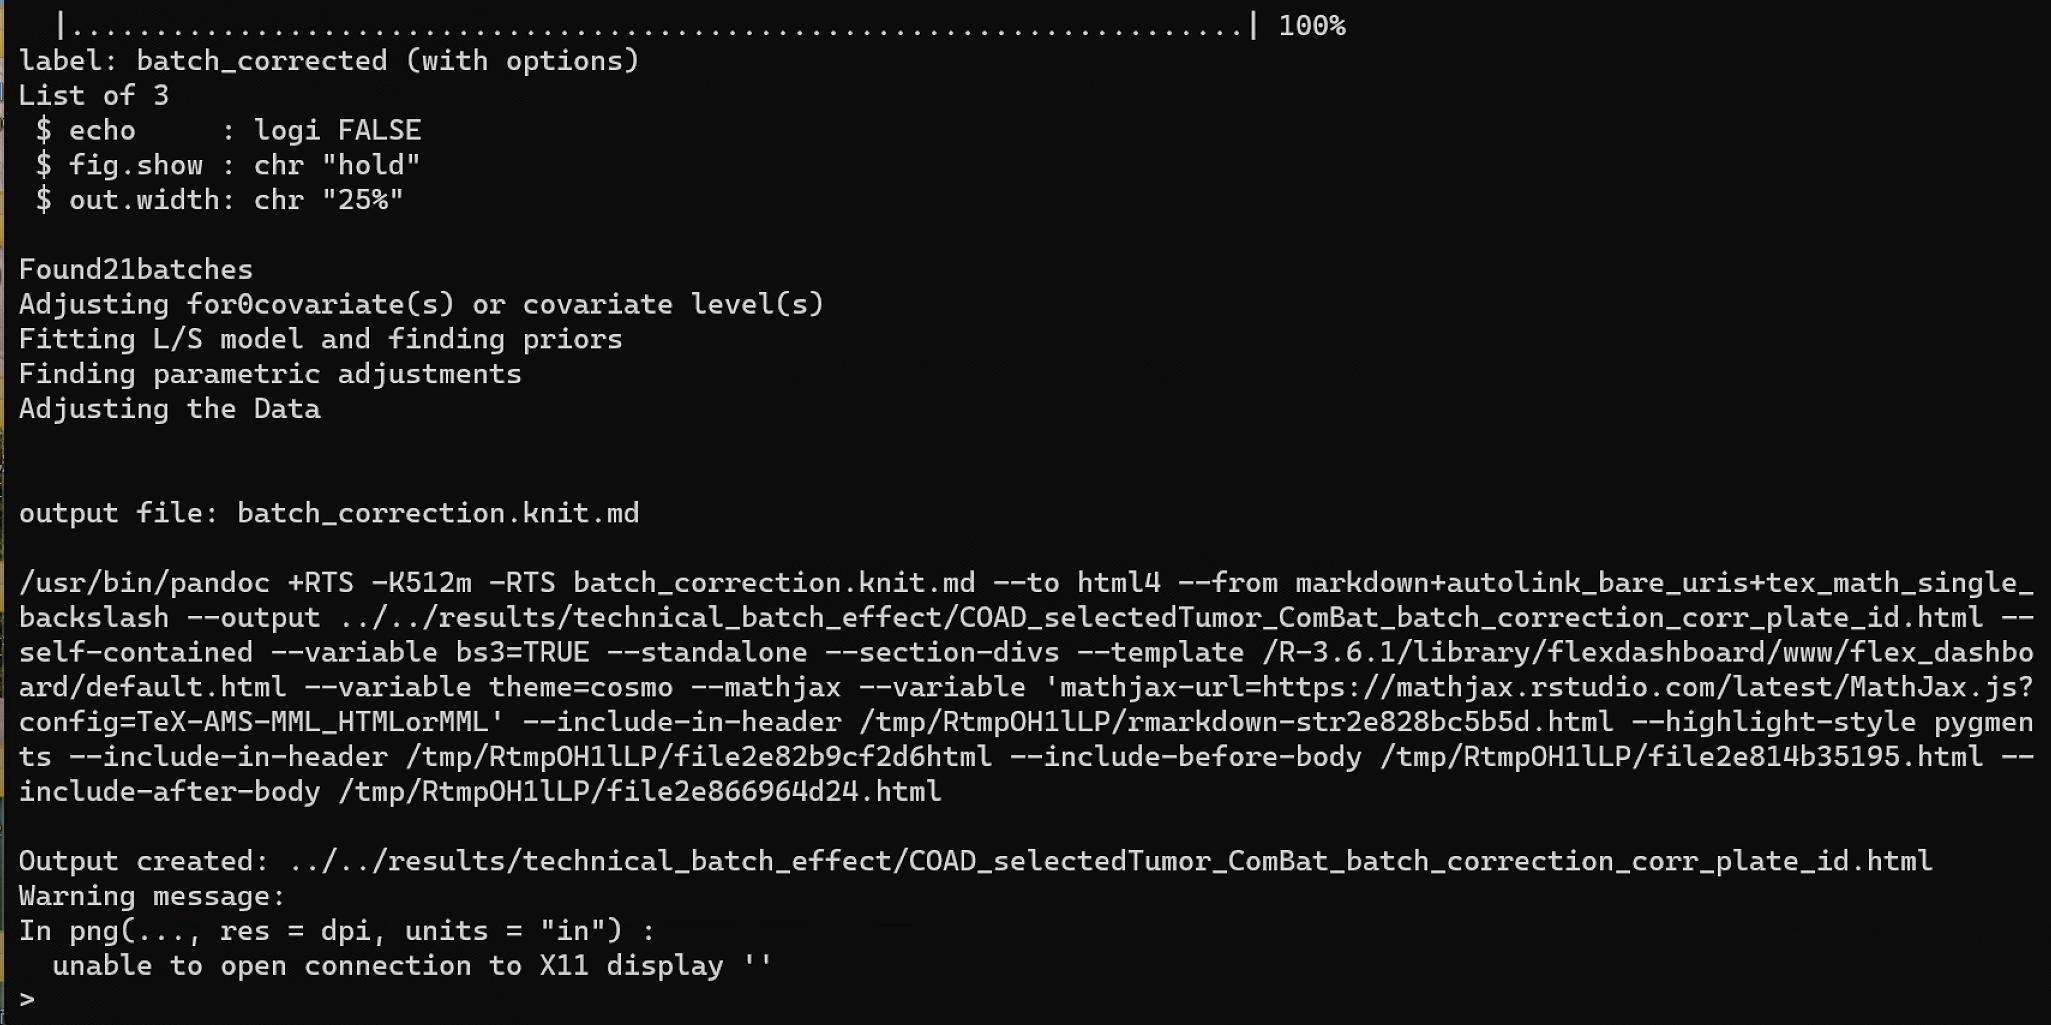 |......................................................................| 100%
label: batch_corrected (with options)
List of 3
 $ echo     : logi FALSE
 $ fig.show : chr "hold"
 $ out.width: chr "25%"

Found21batches
Adjusting for0covariate(s) or covariate level(s)
Fitting L/S model and finding priors
Finding parametric adjustments
Adjusting the Data

output file: batch_correction.knit.md

/usr/bin/pandoc +RTS -K512m -RTS batch_correction.knit.md --to html4 --from markdown+autolink_bare_uris+tex_math_single_
backslash --output ../../results/technical_batch_effect/COAD_selectedTumor_ComBat_batch_correction_corr_plate_id.html --
self-contained --variable bs3=TRUE --standalone --section-divs --template /R-3.6.1/library/flexdashboard/www/flex_dashbo
ard/default.html --variable theme=cosmo --mathjax --variable 'mathjax-url=https://mathjax.rstudio.com/latest/MathJax.js?
config=TeX-AMS-MML_HTMLorMML' --include-in-header /tmp/RtmpOH1lLP/rmarkdown-str2e828bc5b5d.html --highlight-style pygmen
ts --include-in-header /tmp/RtmpOH1lLP/file2e82b9cf2d6html --include-before-body /tmp/RtmpOH1lLP/file2e814b35195.html --
include-after-body /tmp/RtmpOH1lLP/file2e866964d24.html

Output created: ../../results/technical_batch_effect/COAD_selectedTumor_ComBat_batch_correction_corr_plate_id.html
Warning message:
In png(..., res = dpi, units = "in") :
  unable to open connection to X11 display ''
>